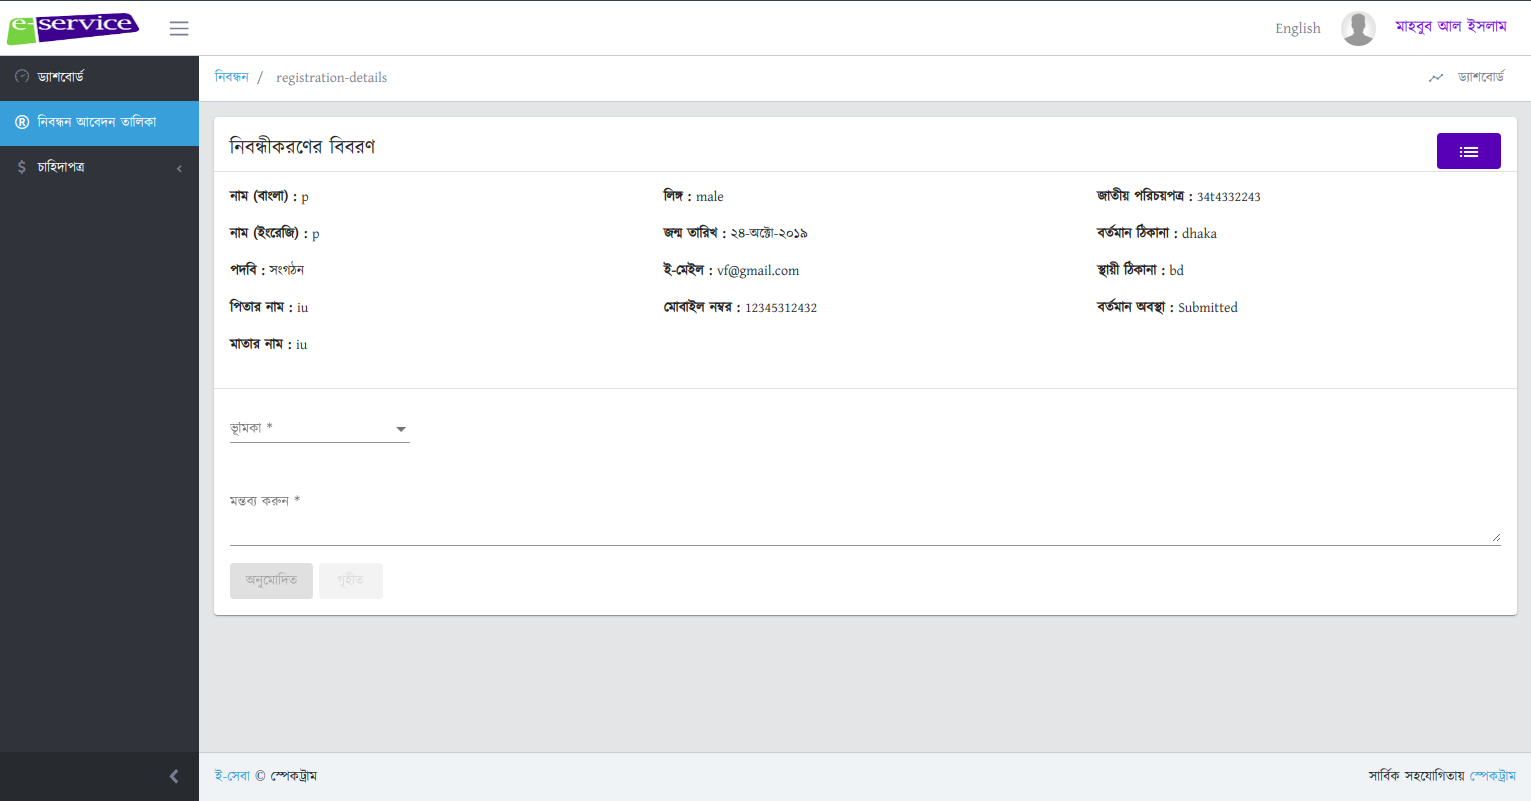 e-service
English
মাহবুব আল ইসলাম
ড্যাশবোর্ড
নিবন্ধন / registration-details
ড্যাশবোর্ড
® নিবন্ধন আবেদন তালিকা
$ চাহিদাপত্র
নিবন্ধীকরণের বিবরণ
নাম (বাংলা) : p
লিঙ্গ : male
জাতীয় পরিচয়পত্র : 34t4332243
নাম (ইংরেজি) : p
জন্ম তারিখ : ২৪-অক্টো-২০১৯
বর্তমান ঠিকানা : dhaka
পদবি : সংগঠন
ই-মেইল : vf@gmail.com
স্থায়ী ঠিকানা : bd
পিতার নাম : iu
মোবাইল নম্বর : 12345312432
বর্তমান অবস্থা : Submitted
মাতার নাম : iu
ভূমিকা *
মন্তব্য করুন *
অনুমোদিত
গৃহীত
ই-সেবা © স্পেকট্রাম
সার্বিক সহযোগিতায় স্পেকট্রাম